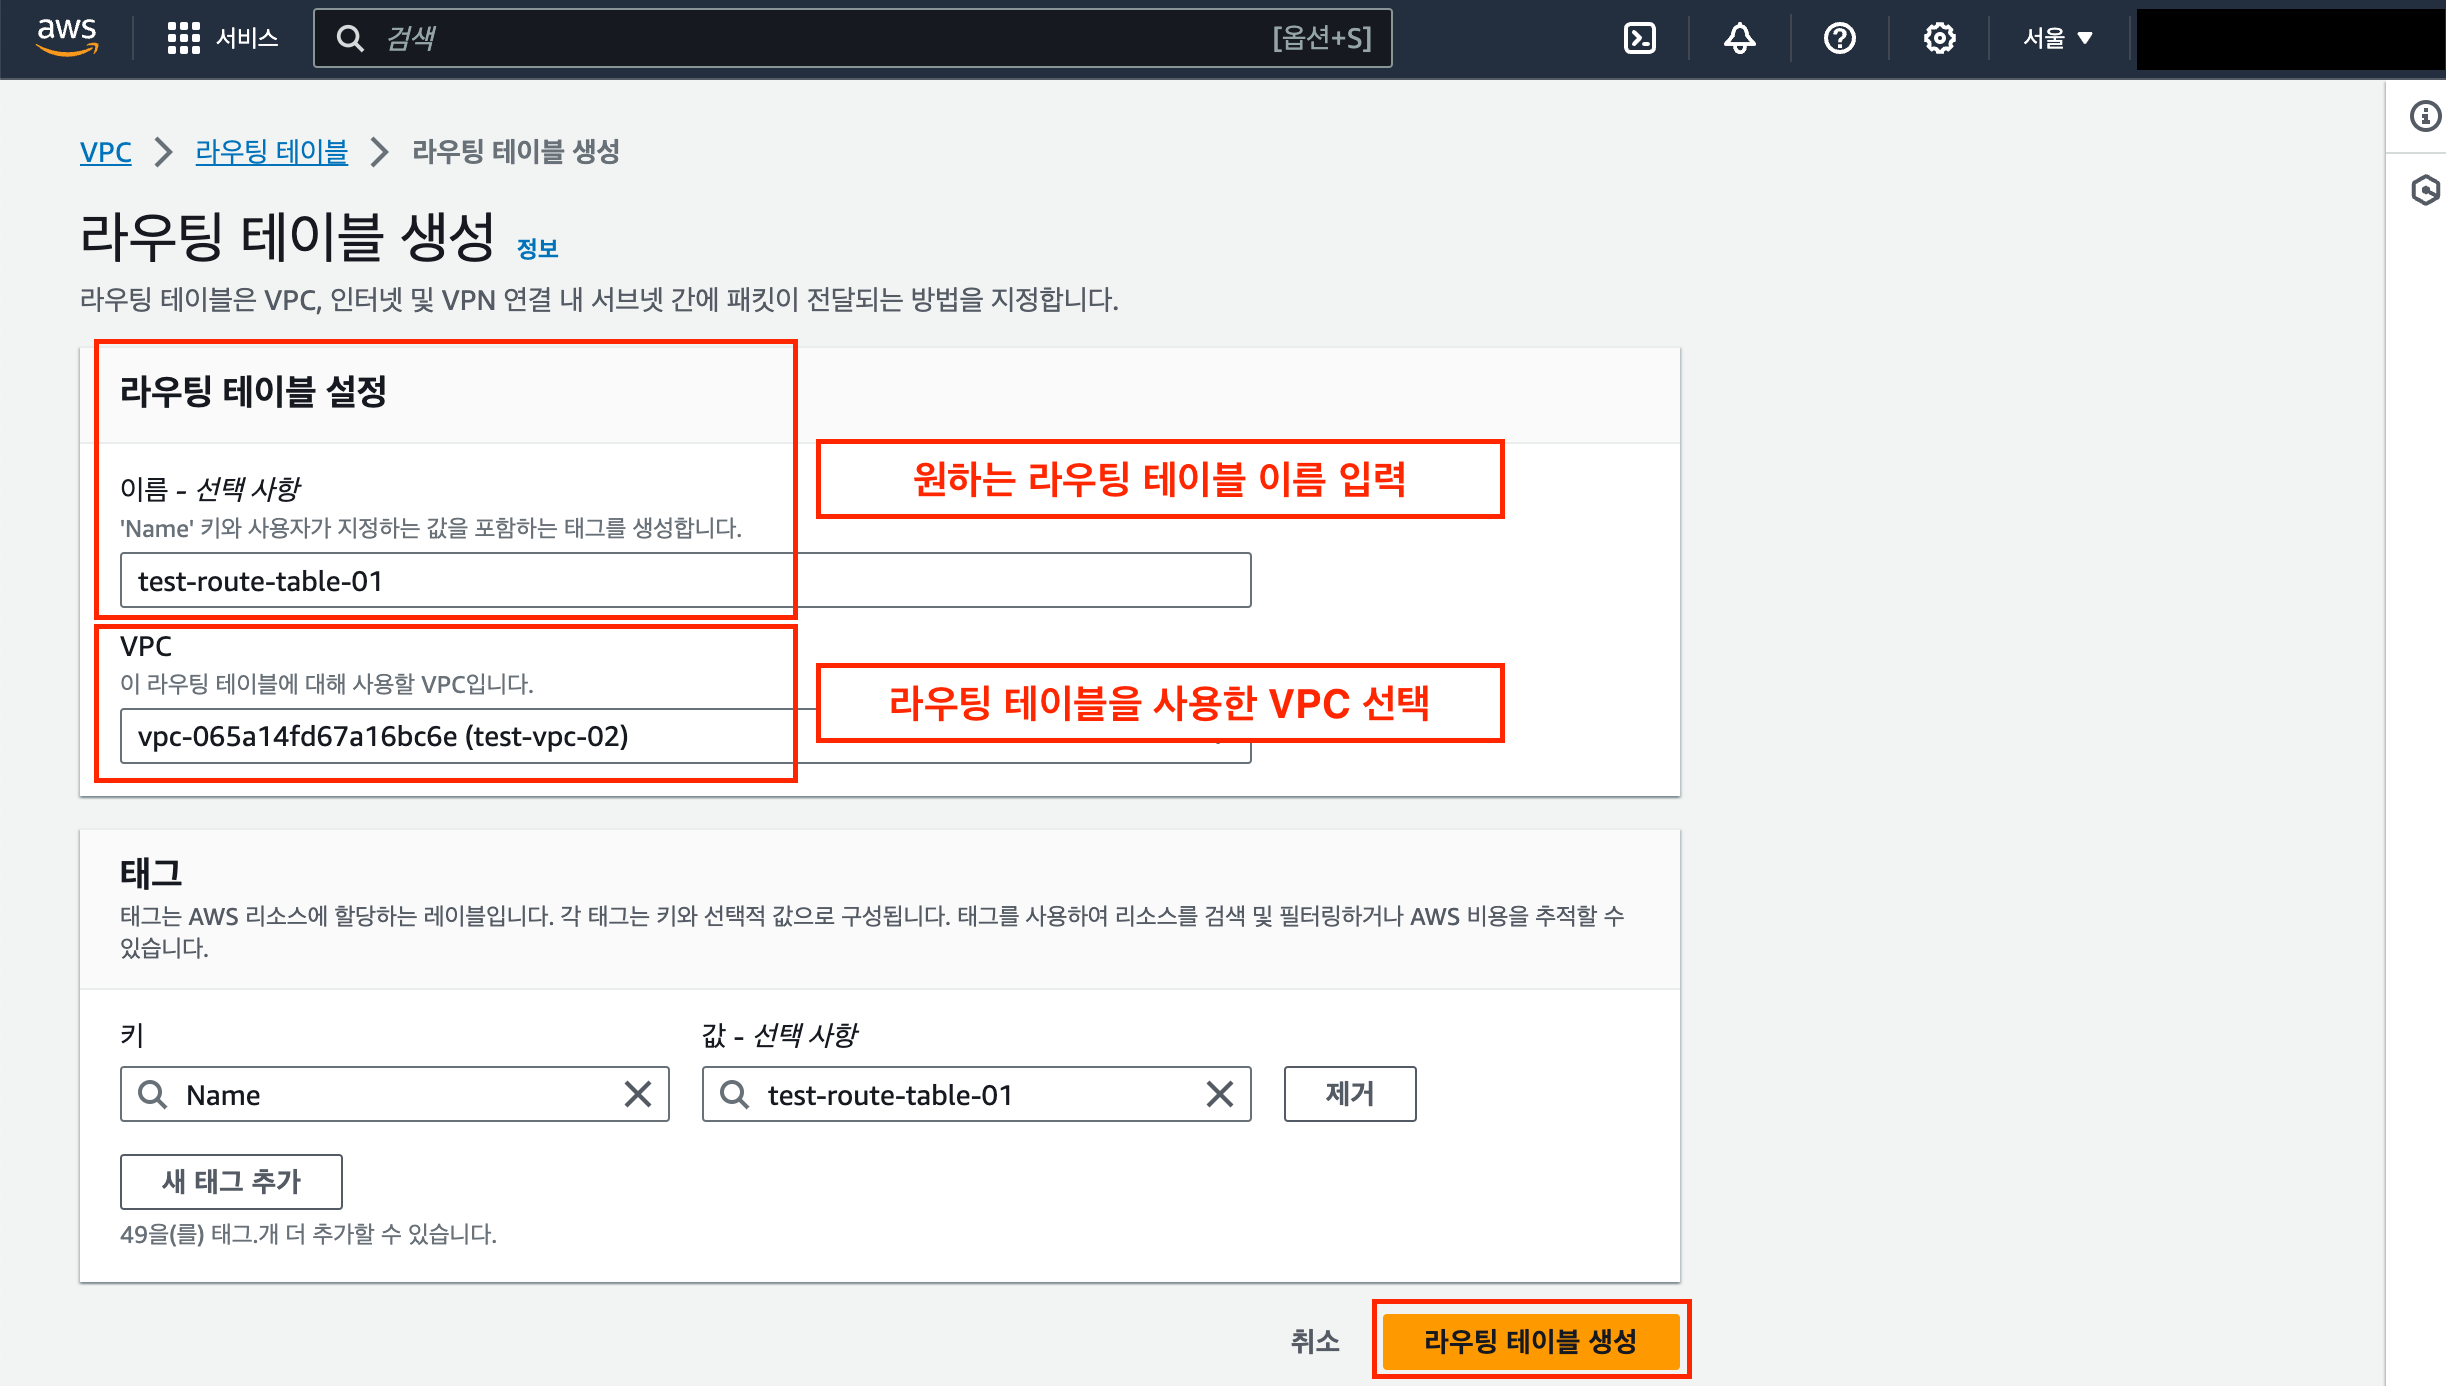 aws
서비스
검색
[옵션+S]
서울 ▼
VPC
라우팅 테이블
라우팅 테이블 생성
라우팅 테이블 생성 정보
라우팅 테이블은 VPC, 인터넷 및 VPN 연결 내 서브넷 간에 패킷이 전달되는 방법을 지정합니다.
라우팅 테이블 설정
원하는 라우팅 테이블 이름 입력
이름 - 선택 사항
'Name' 키와 사용자가 지정하는 값을 포함하는 태그를 생성합니다.
test-route-table-01
VPC
이 라우팅 테이블에 대해 사용할 VPC입니다.
라우팅 테이블을 사용한 VPC 선택
vpc-065a14fd67a16bc6e (test-vpc-02)
태그
태그는 AWS 리소스에 할당하는 레이블입니다. 각 태그는 키와 선택적 값으로 구성됩니다. 태그를 사용하여 리소스를 검색 및 필터링하거나 AWS 비용을 추적할 수
있습니다.
키
값 - 선택 사항
Name
test-route-table-01
제거
새 태그 추가
49을(를) 태그.개 더 추가할 수 있습니다.
취소
라우팅 테이블 생성